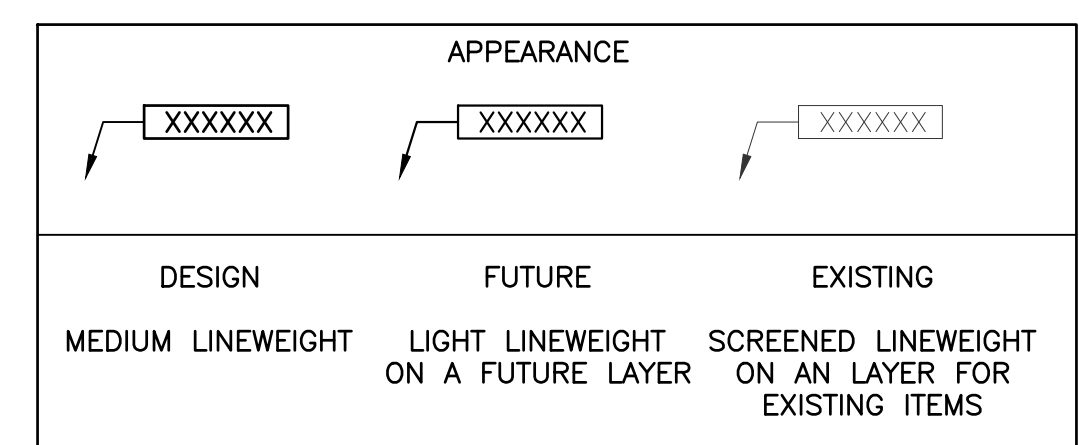 APPEARANCE
XXXXXX XXXXXX XXXXXX
DESIGN FUTURE EXISTING
MEDIUM LINEWEIGHT
LIGHT LINEWEIGHT
ON A FUTURE LAYER
SCREENED LINEWEIGHT
ON AN LAYER FOR
EXISTING ITEMS